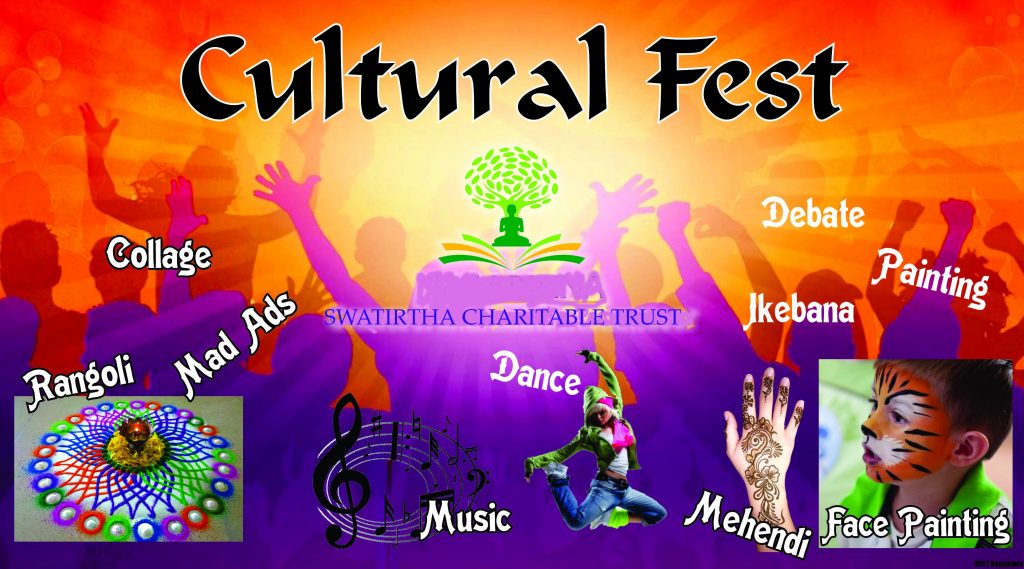 Cultural Fest
SWATIRTHA CHARITABLE TRUST
Collage
Debate
Painting
Mad Ads
Ikebana
Rangoli
Dance
Music
Mehendi
Face Painting